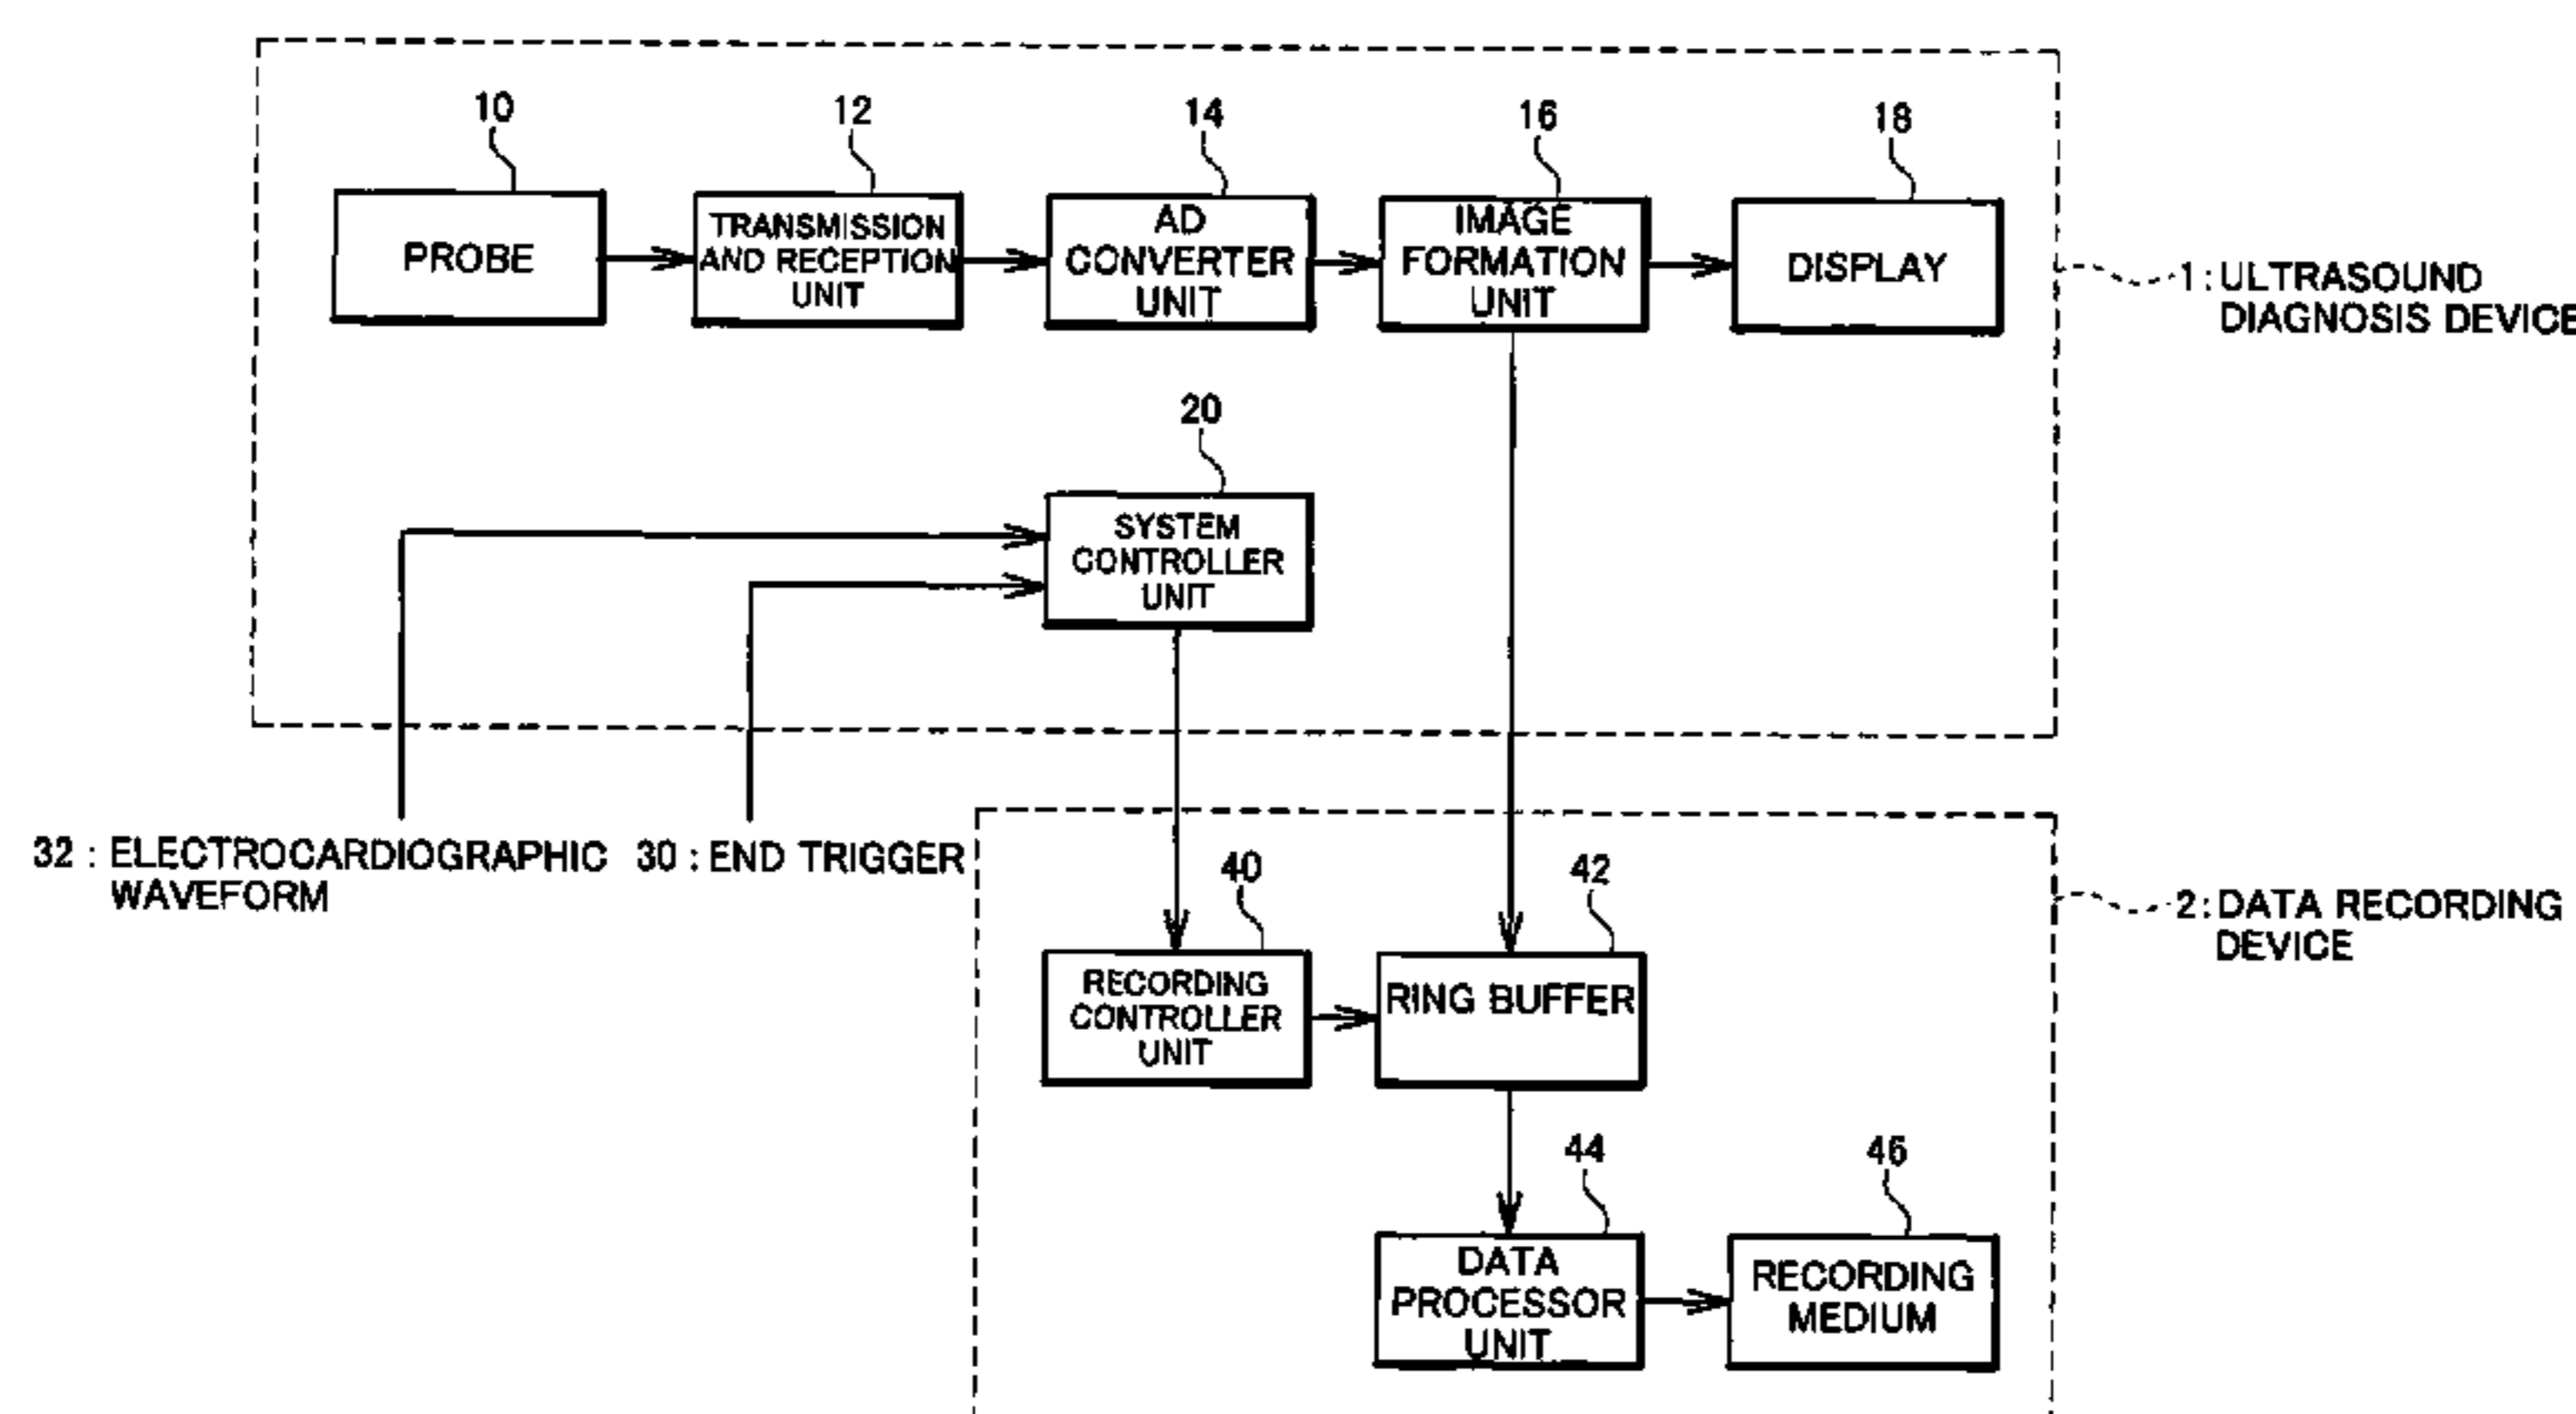 10
12
14
16
18
PROBE
TRANSMISSION
AND RECEPTION
UNIT
AD
CONVERTER
UNIT
IMAGE
FORMATION
UNIT
DISPLAY
1:ULTRASOUND
DIAGNOSIS DEVICE
20
SYSTEM
CONTROLLER
UNIT
32 : ELECTROCARDIOGRAPHIC
WAVEFORM
30 : END TRIGGER
40
42
2:DATA RECORDING
DEVICE
RECORDING
CONTROLLER
UNIT
RING BUFFER
44
46
DATA
PROCESSOR
UNIT
RECORDING
MEDIUM